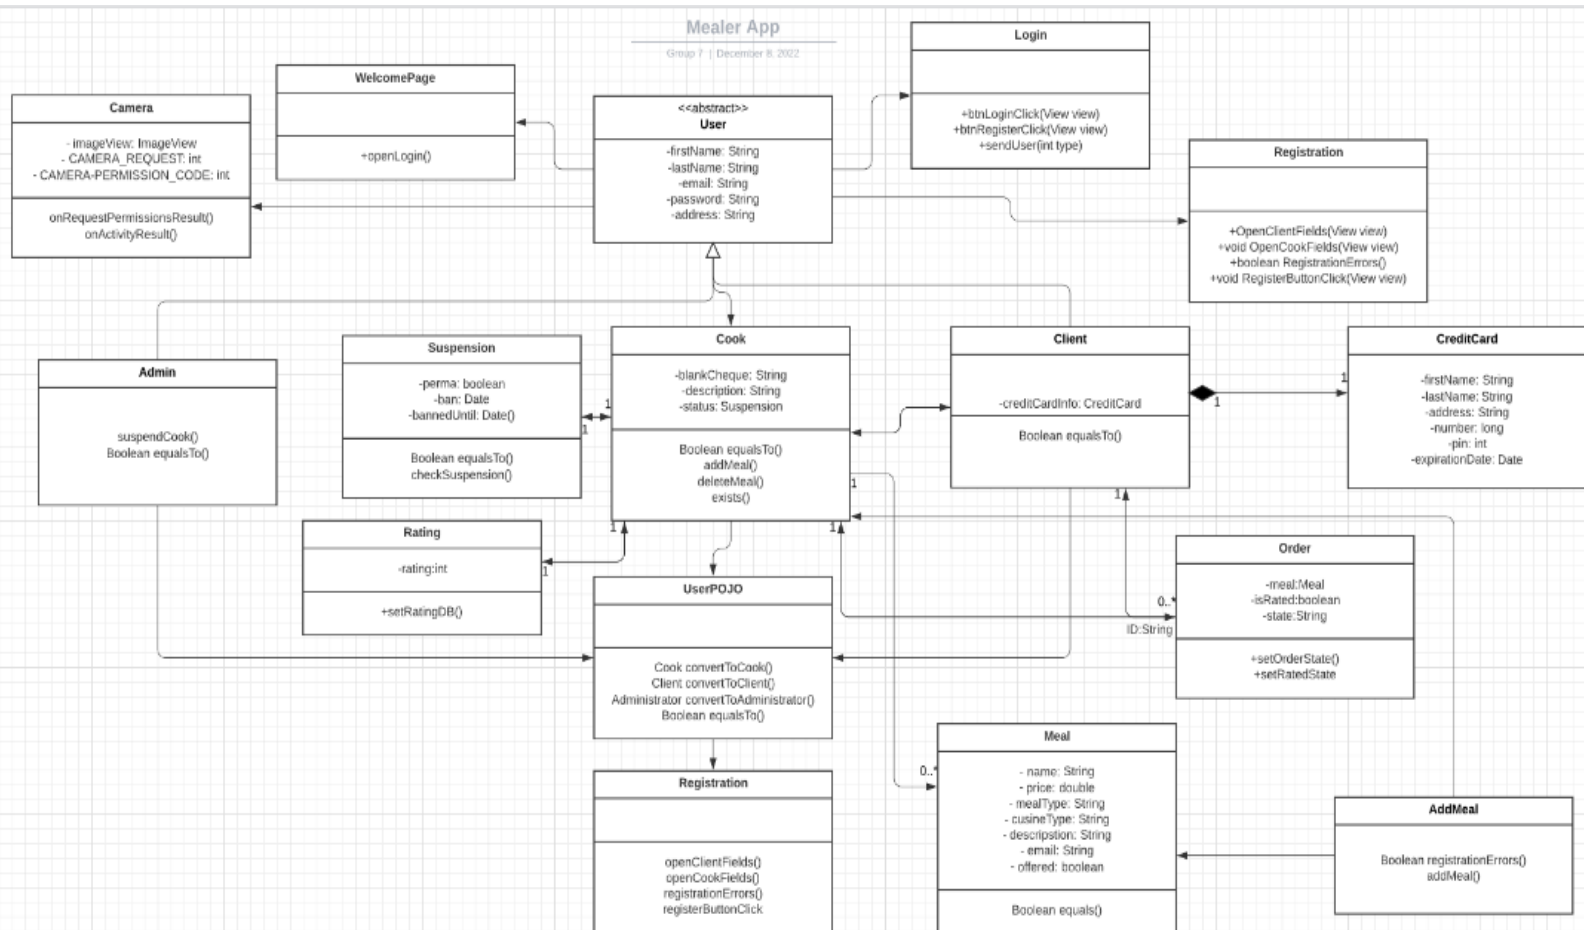 Mealer App
Group 7 | December 8, 2022
Login
+btnLoginClick(View view)
+btnRegisterClick(View view)
+sendUser(int type)
WelcomePage
+openLogin()
Camera
- imageView: ImageView
- CAMERA_REQUEST: int
- CAMERA-PERMISSION_CODE: int
onRequestPermissionsResult()
onActivityResult()
<<abstract>>
User
-firstName: String
-lastName: String
-email: String
-password: String
-address: String
Registration
+OpenClientFields(View view)
+void OpenCookFields(View view)
+boolean RegistrationErrors()
+void RegisterButtonClick(View view)
Admin
suspendCook()
Boolean equalsTo()
Suspension
-perma: boolean
-ban: Date
-bannedUntil: Date()
Boolean equalsTo()
checkSuspension()
1
1
Cook
-blankCheque: String
-description: String
-status: Suspension
Boolean equalsTo()
addMeal()
deleteMeal()
exists()
1
Client
-creditCardInfo: CreditCard
Boolean equalsTo()
1
1
CreditCard
-firstName: String
-lastName: String
-address: String
-number: long
-pin: int
-expirationDate: Date
Rating
-rating:int
+setRatingDB()
1
1
1
1
UserPOJO
Cook convertToCook()
Client convertToClient()
Administrator convertToAdministrator()
Boolean equalsTo()
Order
-meal:Meal
-isRated:boolean
-state:String
+setOrderState()
+setRatedState
0..*
ID:String
Registration
openClientFields()
openCookFields()
registrationErrors()
registerButtonClick
0..*
Meal
- name: String
- price: double
- mealType: String
- cusineType: String
- descripstion: String
- email: String
- offered: boolean
Boolean equals()
AddMeal
Boolean registrationErrors()
addMeal()